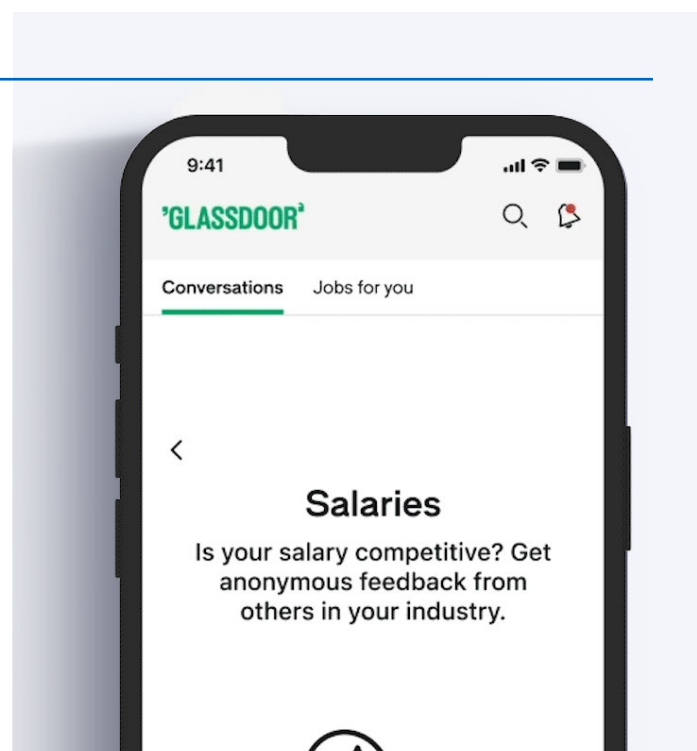 9:41
’GLASSDOOR’
Conversations
Jobs for you
Salaries
Is your salary competitive? Get
anonymous feedback from
others in your industry.